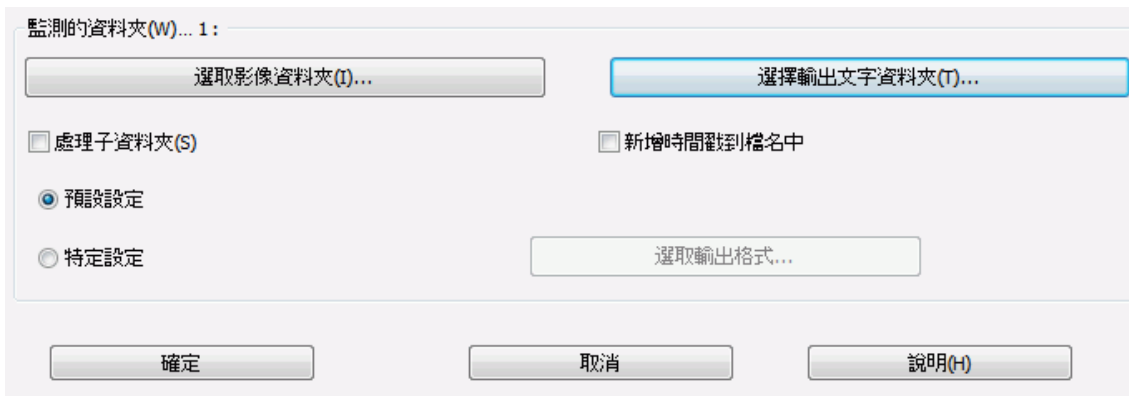 監測的資料夾(W)... 1:
選取影像資料夾(I)... 選擇輸出文字資料夾(T)...
處理子資料夾(S) 新增時間戳到檔名中
預設設定
特定設定 選取輸出格式...
確定 取消 說明(H)